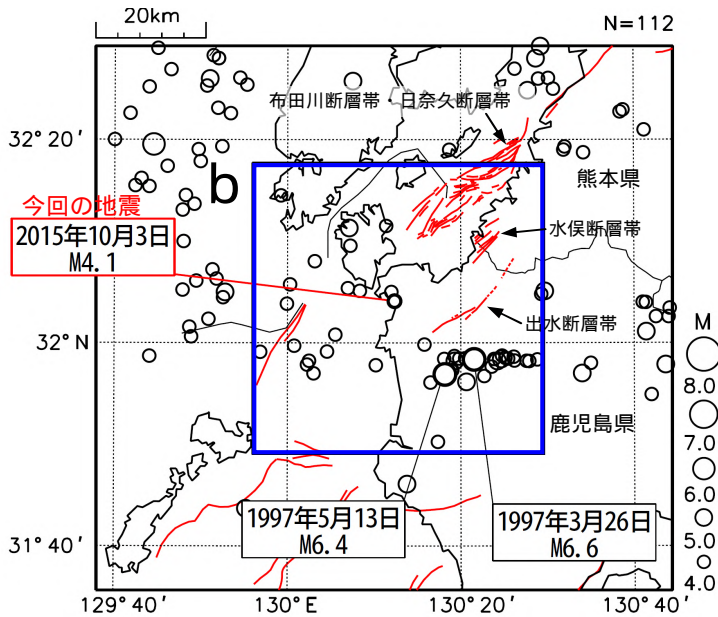 20km
N=112
布田川断層帯・日奈久断層帯
32°20′
b
熊本県
今回の地震
2015年10月3日
M4.1
水俣断層帯
出水断層帯
32°N
M
8.0
7.0
6.0
5.0
4.0
鹿児島県
1997年5月13日
M6.4
1997年3月26日
M6.6
31°40′
129°40′
130°E
130°20′
130°40′